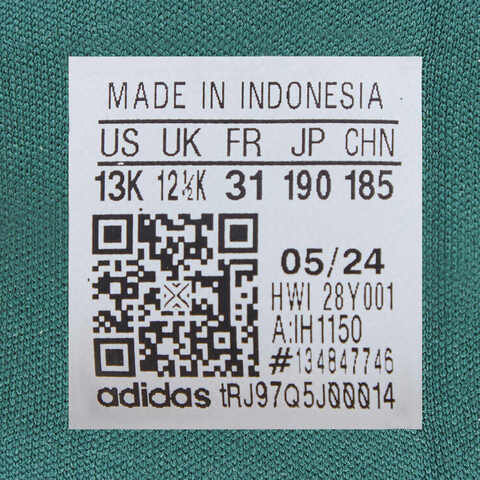 MADE IN INDONESIA
US UK FR JP CHN
13K 12½K 31 190 185
05/24
HWI 28Y001
A:IH1150
#134847746
adidas tRJ97Q5J00014